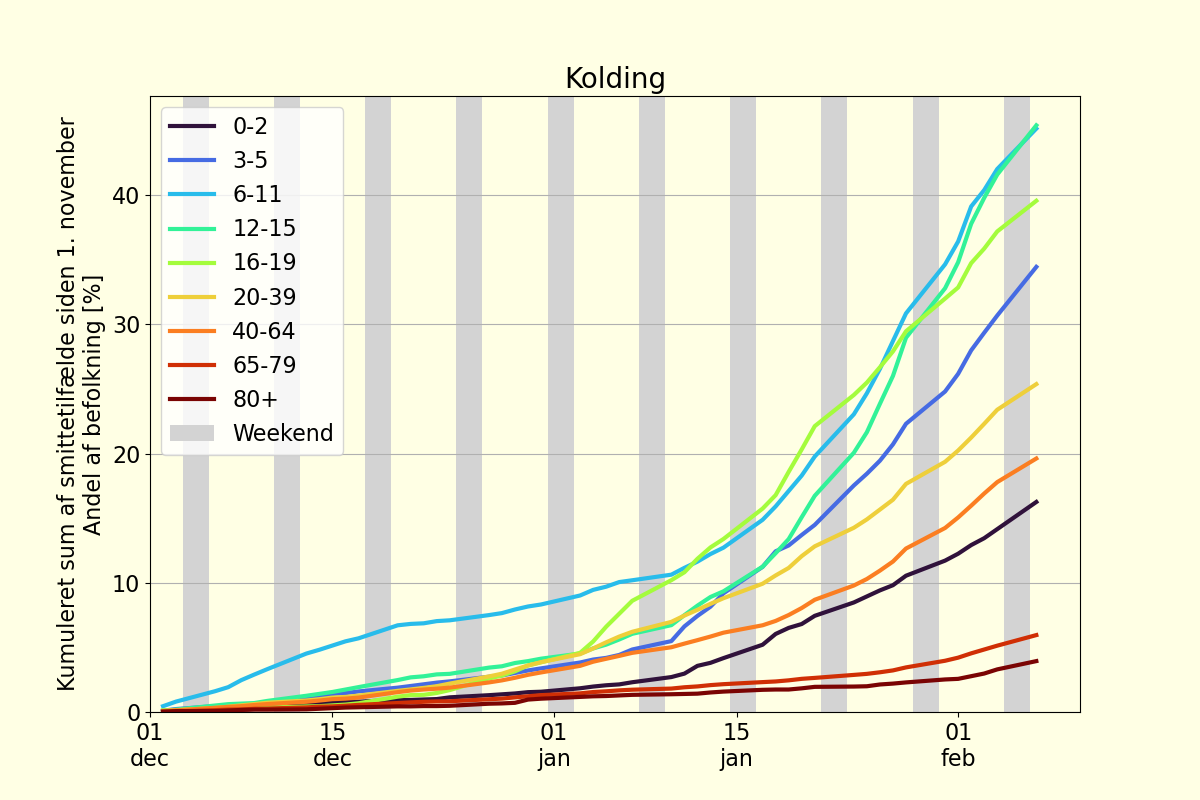 Kolding
Kumuleret sum af smittetilfælde siden 1. november
Andel af befolkning [%]
40
30
20
10
0
0-2
3-5
6-11
12-15
16-19
20-39
40-64
65-79
80+
Weekend
01 dec
15 dec
01 jan
15 jan
01 feb